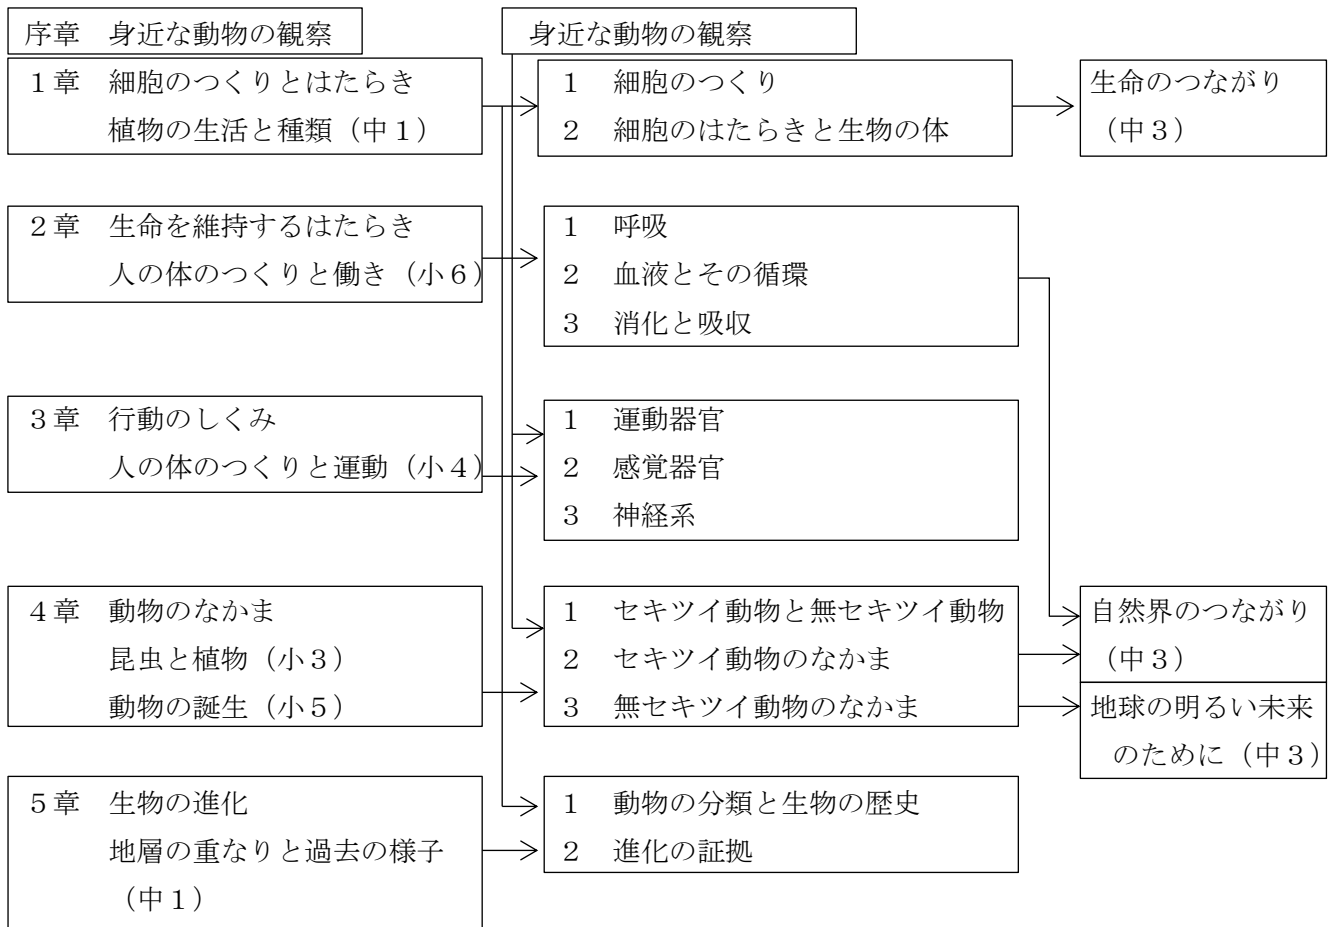 序章　身近な動物の観察
身近な動物の観察
１章　細胞のつくりとはたらき
植物の生活と種類（中１）
１　細胞のつくり
２　細胞のはたらきと生物の体
生命のつながり
（中３）
２章　生命を維持するはたらき
人の体のつくりと働き（小６）
１　呼吸
２　血液とその循環
３　消化と吸収
３章　行動のしくみ
人の体のつくりと運動（小４）
１　運動器官
２　感覚器官
３　神経系
４章　動物のなかま
昆虫と植物（小３）
動物の誕生（小５）
１　セキツイ動物と無セキツイ動物
２　セキツイ動物のなかま
３　無セキツイ動物のなかま
自然界のつながり
（中３）
地球の明るい未来
のために（中３）
５章　生物の進化
地層の重なりと過去の様子
（中１）
１　動物の分類と生物の歴史
２　進化の証拠